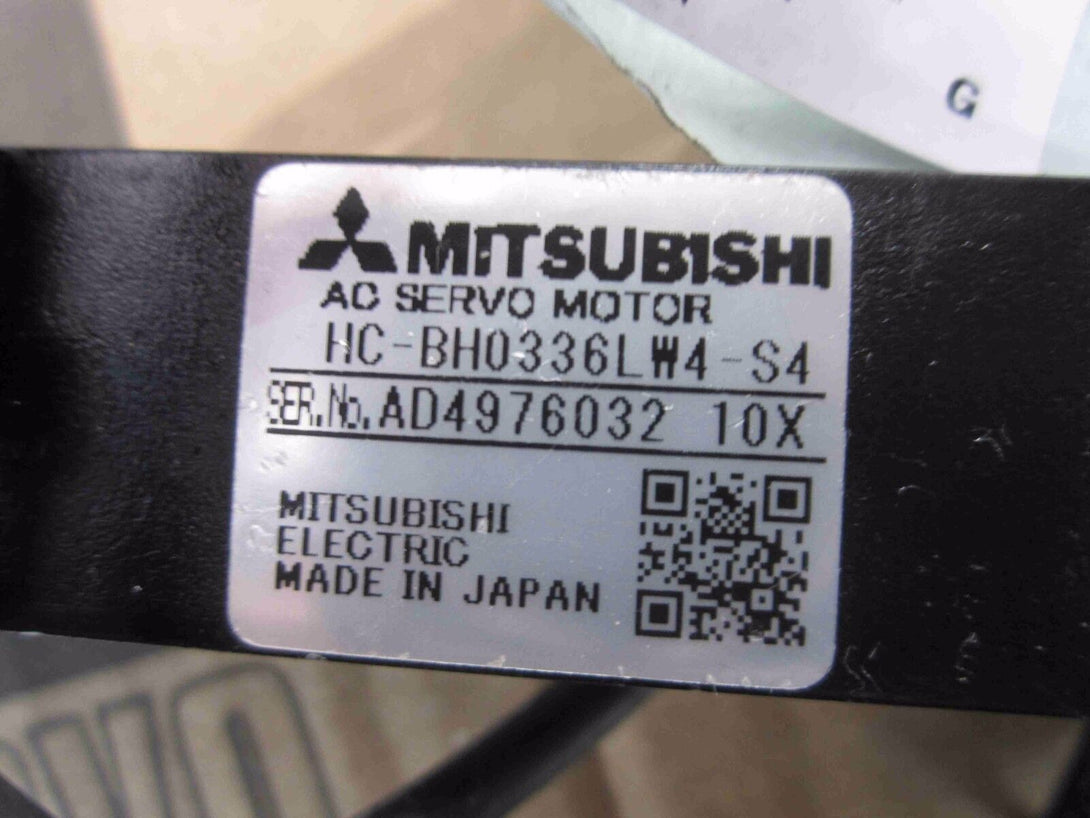 G
MITSUBISHI
AC SERVO MOTOR
HC-BH0336LW4-S4
SER.No.AD4976032 10X
MITSUBISHI
ELECTRIC
MADE IN JAPAN